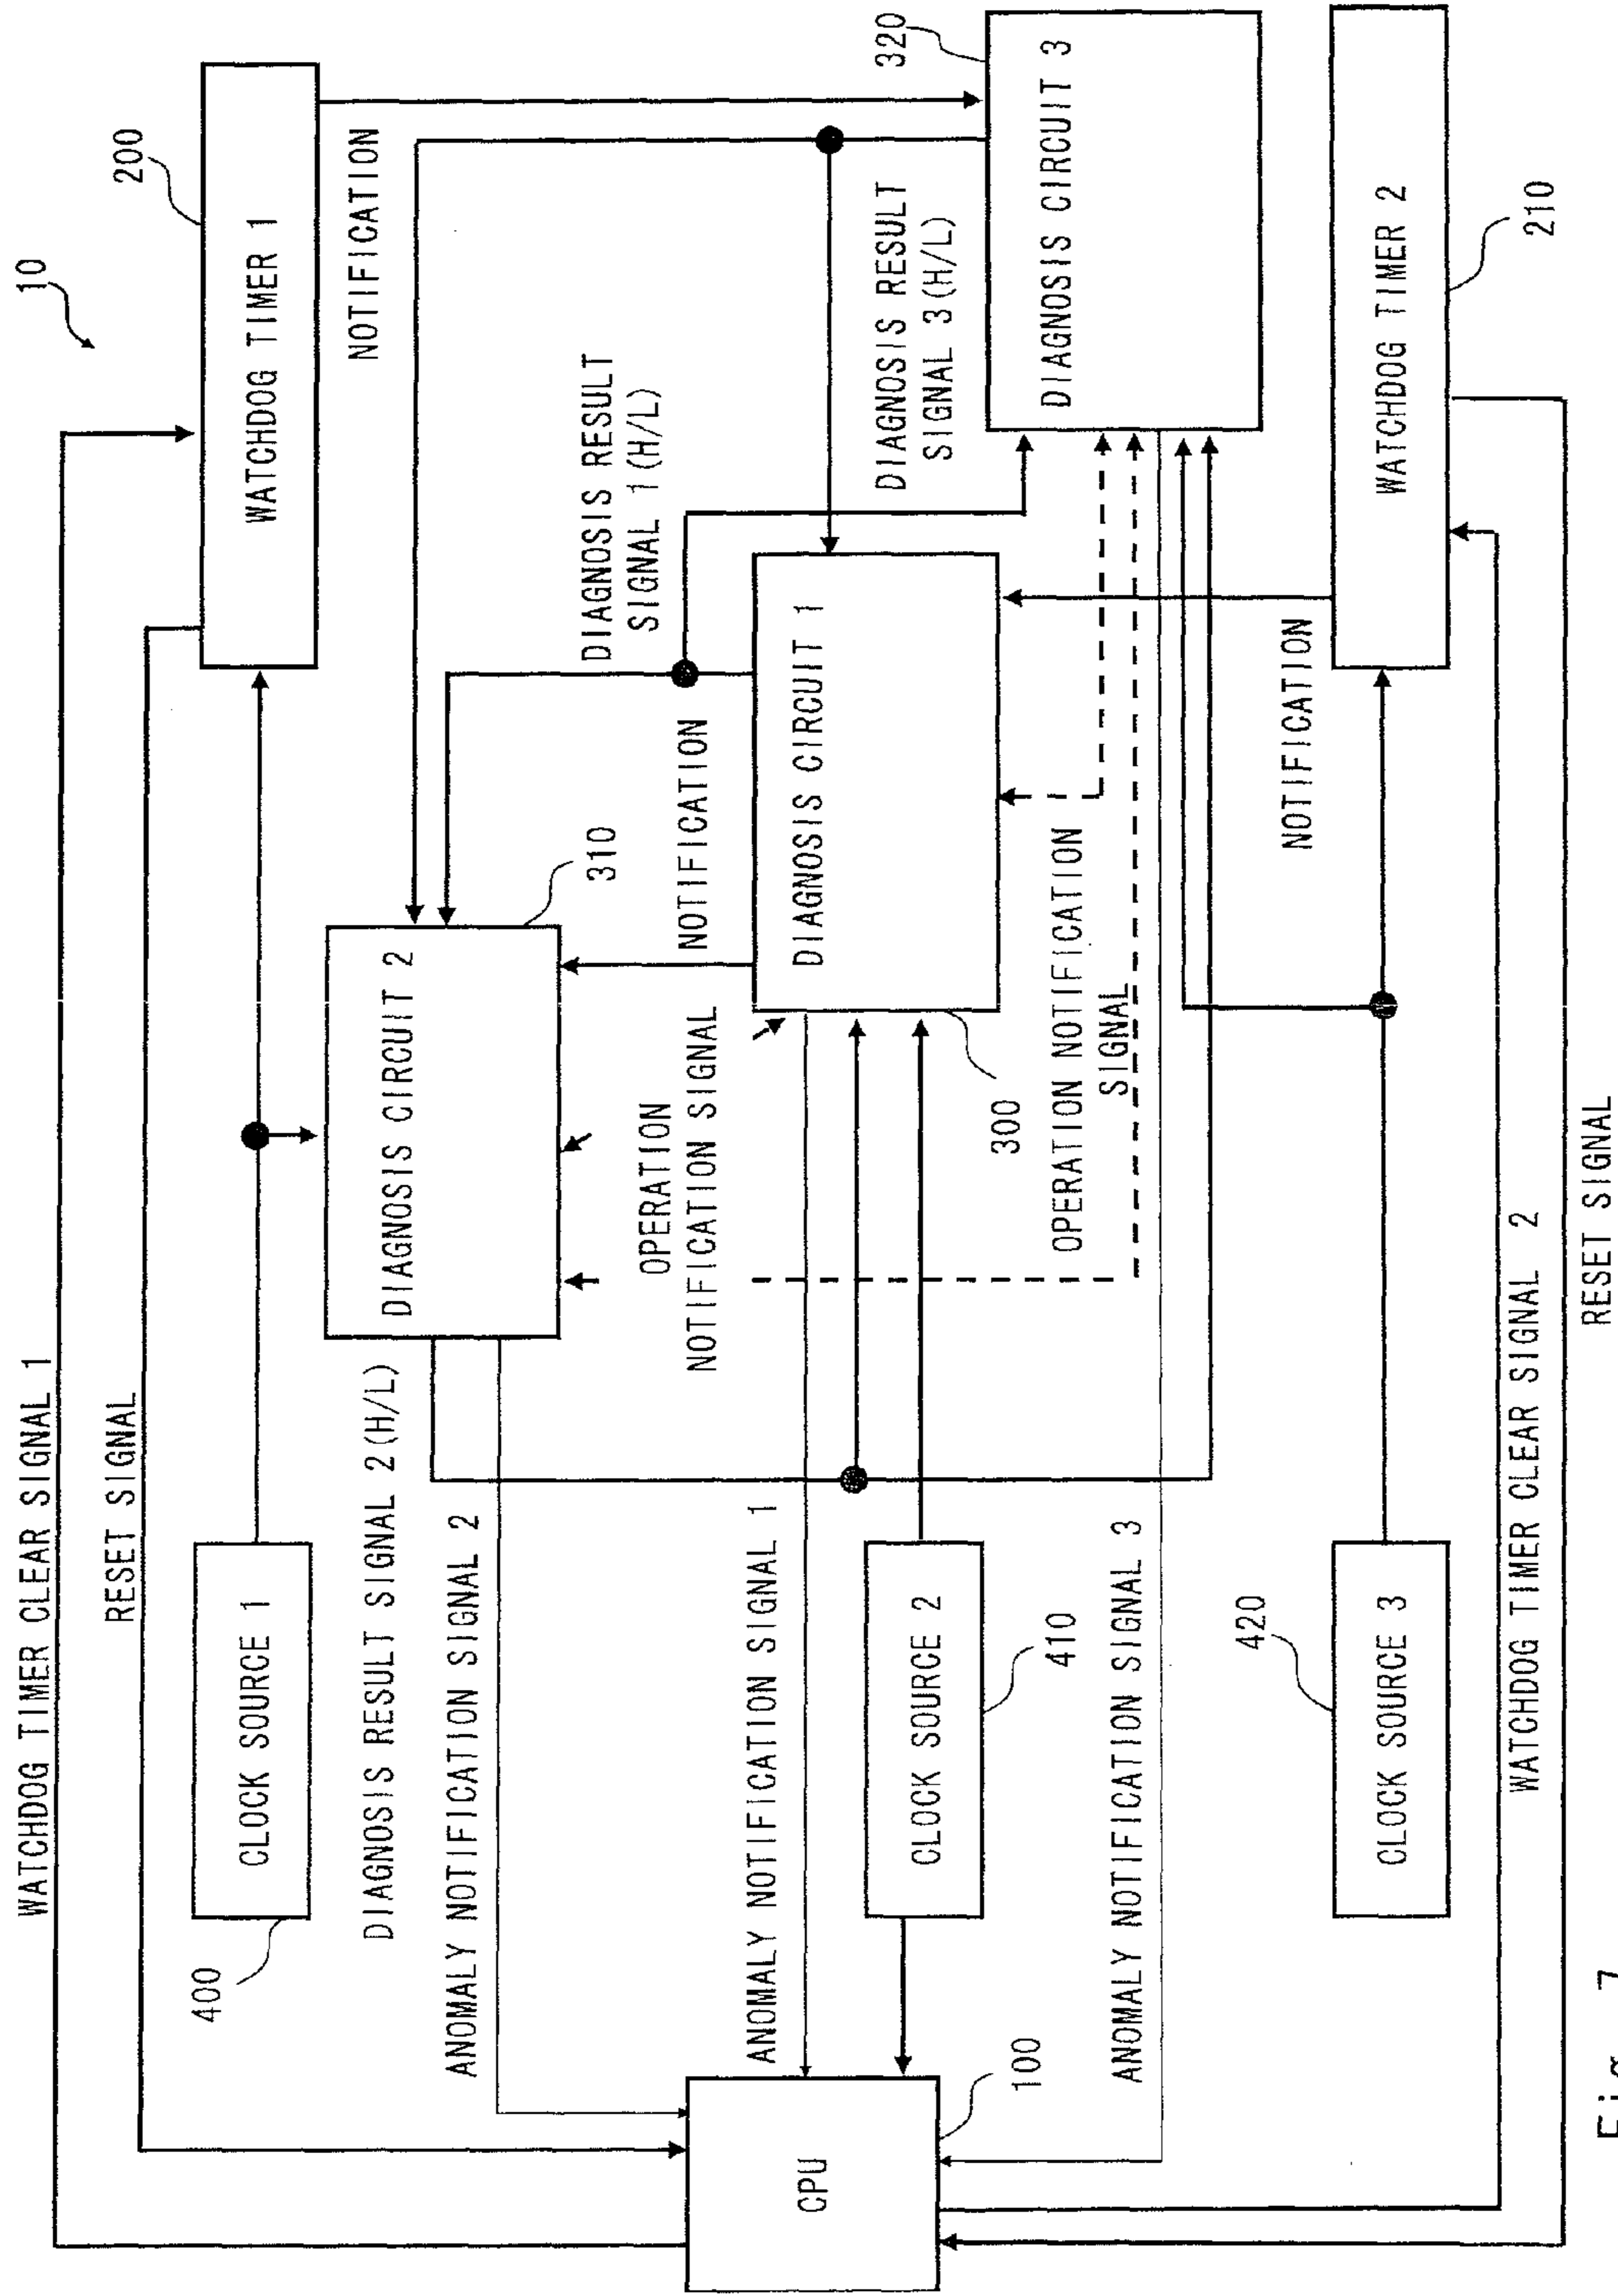 10
WATCHDOG TIMER CLEAR SIGNAL 1
RESET SIGNAL
200
WATCHDOG TIMER 1
400
CLOCK SOURCE 1
NOTIFICATION
DIAGNOSIS RESULT SIGNAL 2(H/L)
DIAGNOSIS CIRCUIT 2
310
ANOMALY NOTIFICATION SIGNAL 2
DIAGNOSIS RESULT
SIGNAL 1(H/L)
OPERATION
NOTIFICATION SIGNAL
NOTIFICATION
ANOMALY NOTIFICATION SIGNAL 1
DIAGNOSIS CIRCUIT 1
300
DIAGNOSIS RESULT
SIGNAL 3(H/L)
320
DIAGNOSIS CIRCUIT 3
CPU
100
CLOCK SOURCE 2
410
OPERATION NOTIFICATION
SIGNAL
ANOMALY NOTIFICATION SIGNAL 3
420
CLOCK SOURCE 3
NOTIFICATION
WATCHDOG TIMER 2
210
WATCHDOG TIMER CLEAR SIGNAL 2
RESET SIGNAL
Fig. 7